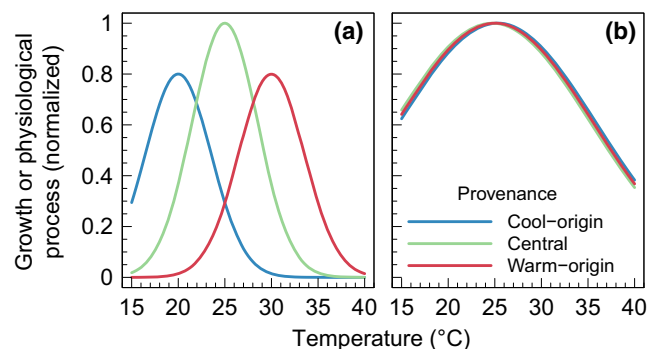 Growth or physiological
process (normalized)
1
0.8
0.6
0.4
0.2
0
(a)
(b)
Provenance
Cool−origin
Central
Warm−origin
15 20 25 30 35 40
15 20 25 30 35 40
Temperature (°C)